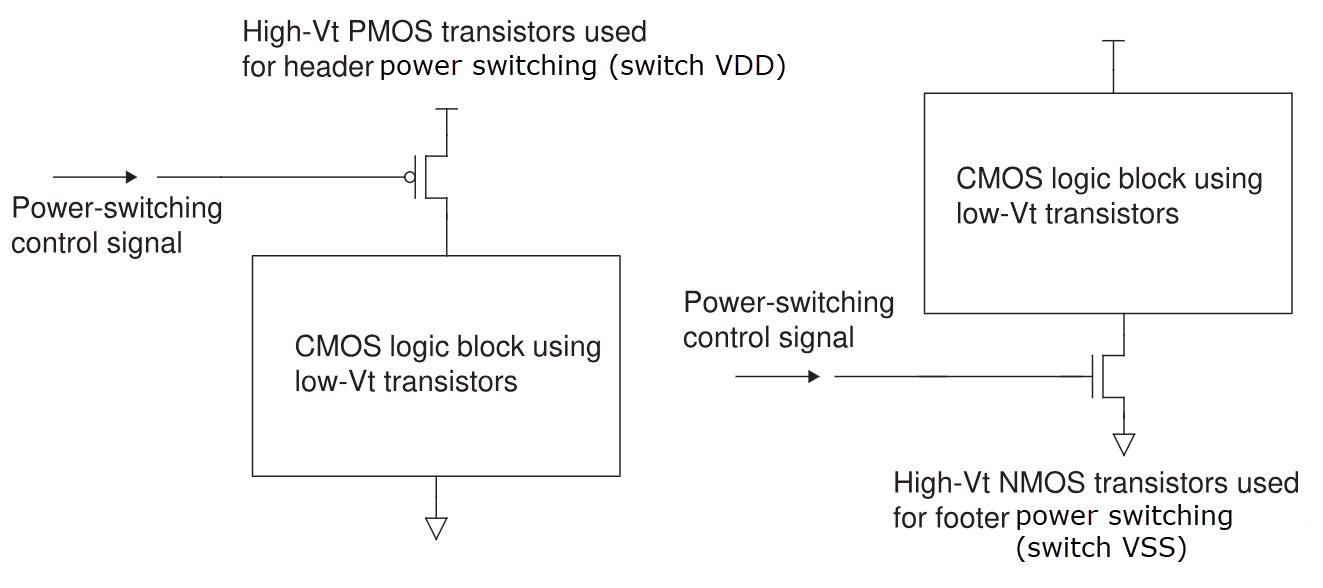 High-Vt PMOS transistors used
for header power switching (switch VDD)
Power-switching
control signal
CMOS logic block using
low-Vt transistors
CMOS logic block using
low-Vt transistors
Power-switching
control signal
High-Vt NMOS transistors used
for footer power switching
(switch VSS)